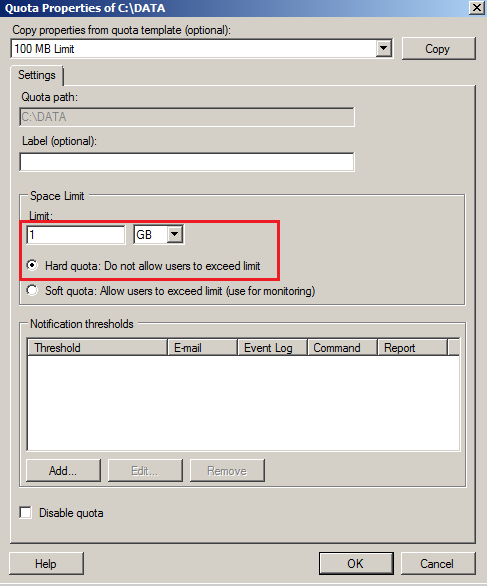 Quota Properties of C:\DATA
Copy properties from quota template (optional):
100 MB Limit
Copy
Settings
Quota path:
C:\DATA
Label (optional):
Space Limit
Limit:
1 GB
Hard quota: Do not allow users to exceed limit
Soft quota: Allow users to exceed limit (use for monitoring)
Notification thresholds
Threshold E-mail Event Log Command Report
Add... Edit... Remove
Disable quota
Help OK Cancel